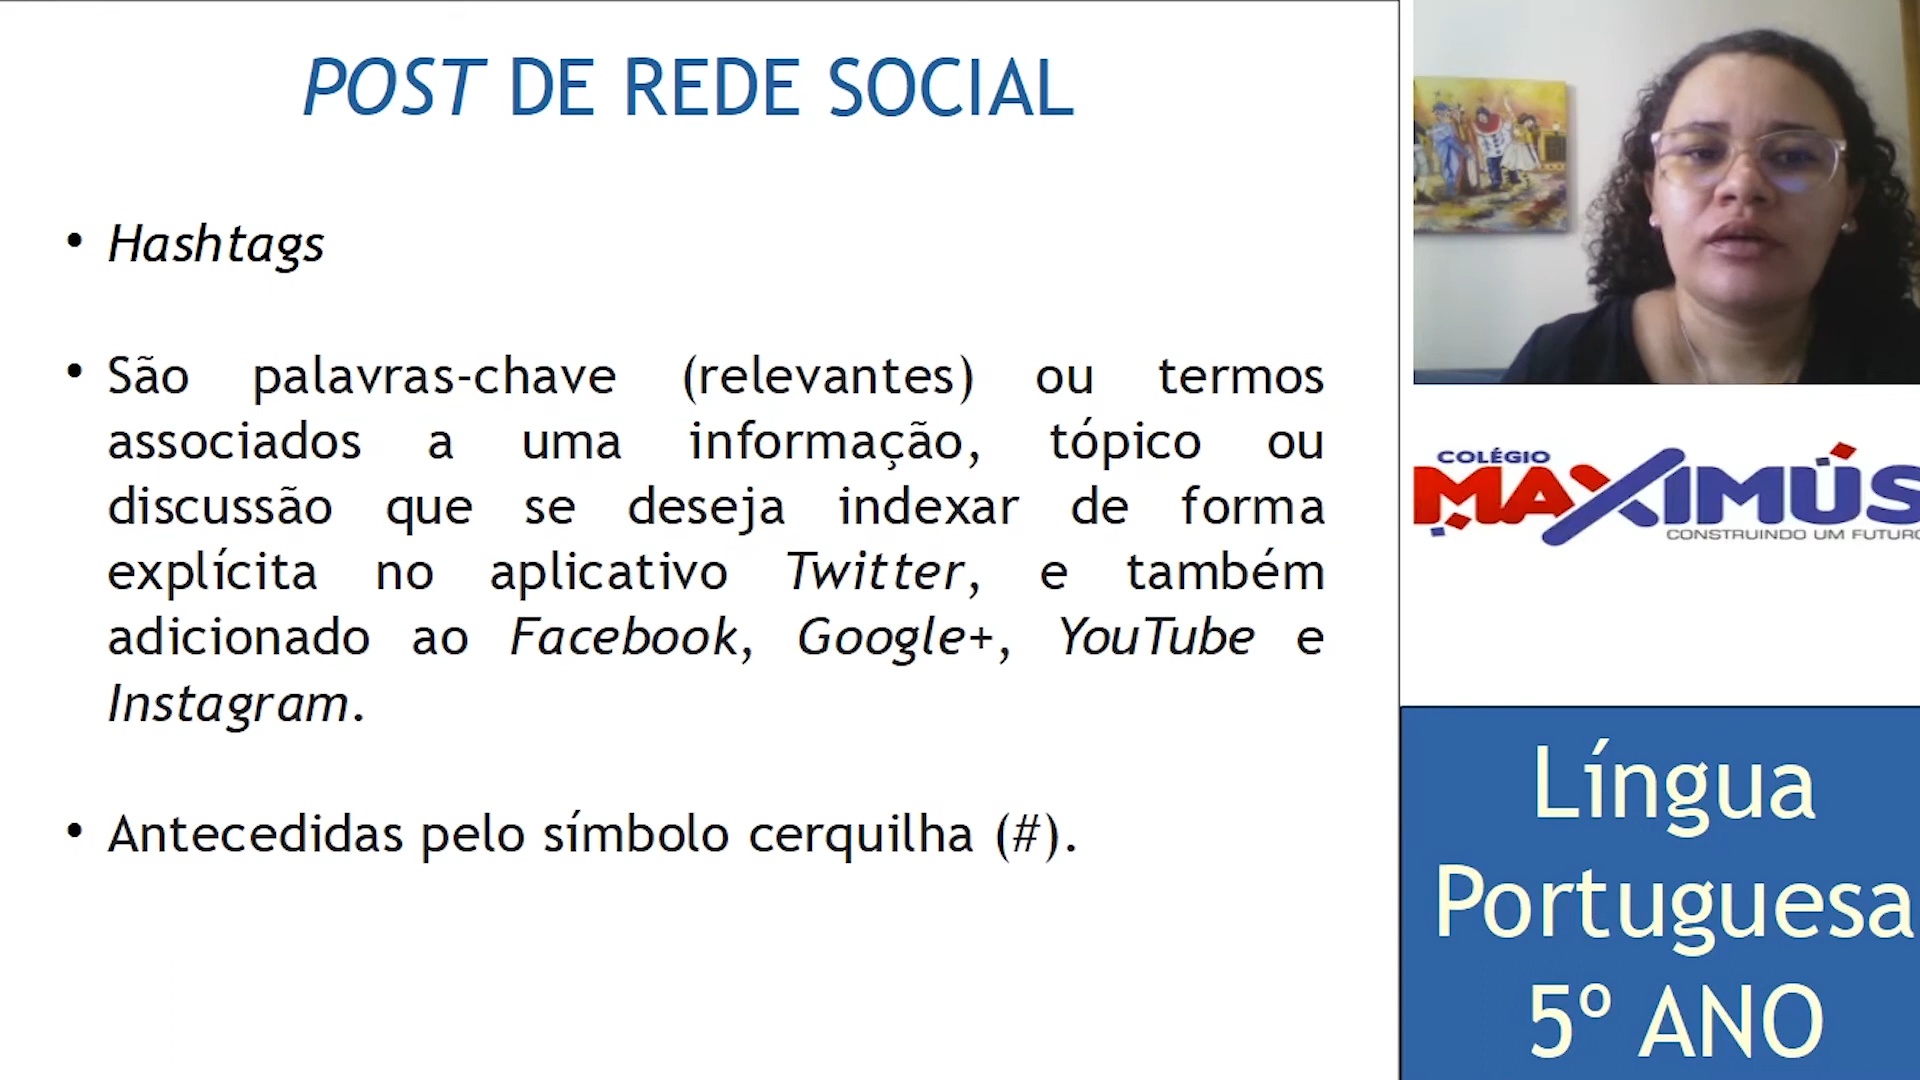 POST DE REDE SOCIAL
• Hashtags
• São palavras-chave (relevantes) ou termos
associados a uma informação, tópico ou
discussão que se deseja indexar de forma
explícita no aplicativo Twitter, e também
adicionado ao Facebook, Google+, YouTube e
Instagram.
• Antecedidas pelo símbolo cerquilha (#).
COLÉGIO
MAXIMÚS
CONSTRUINDO UM FUTURO
Língua
Portuguesa
5º ANO